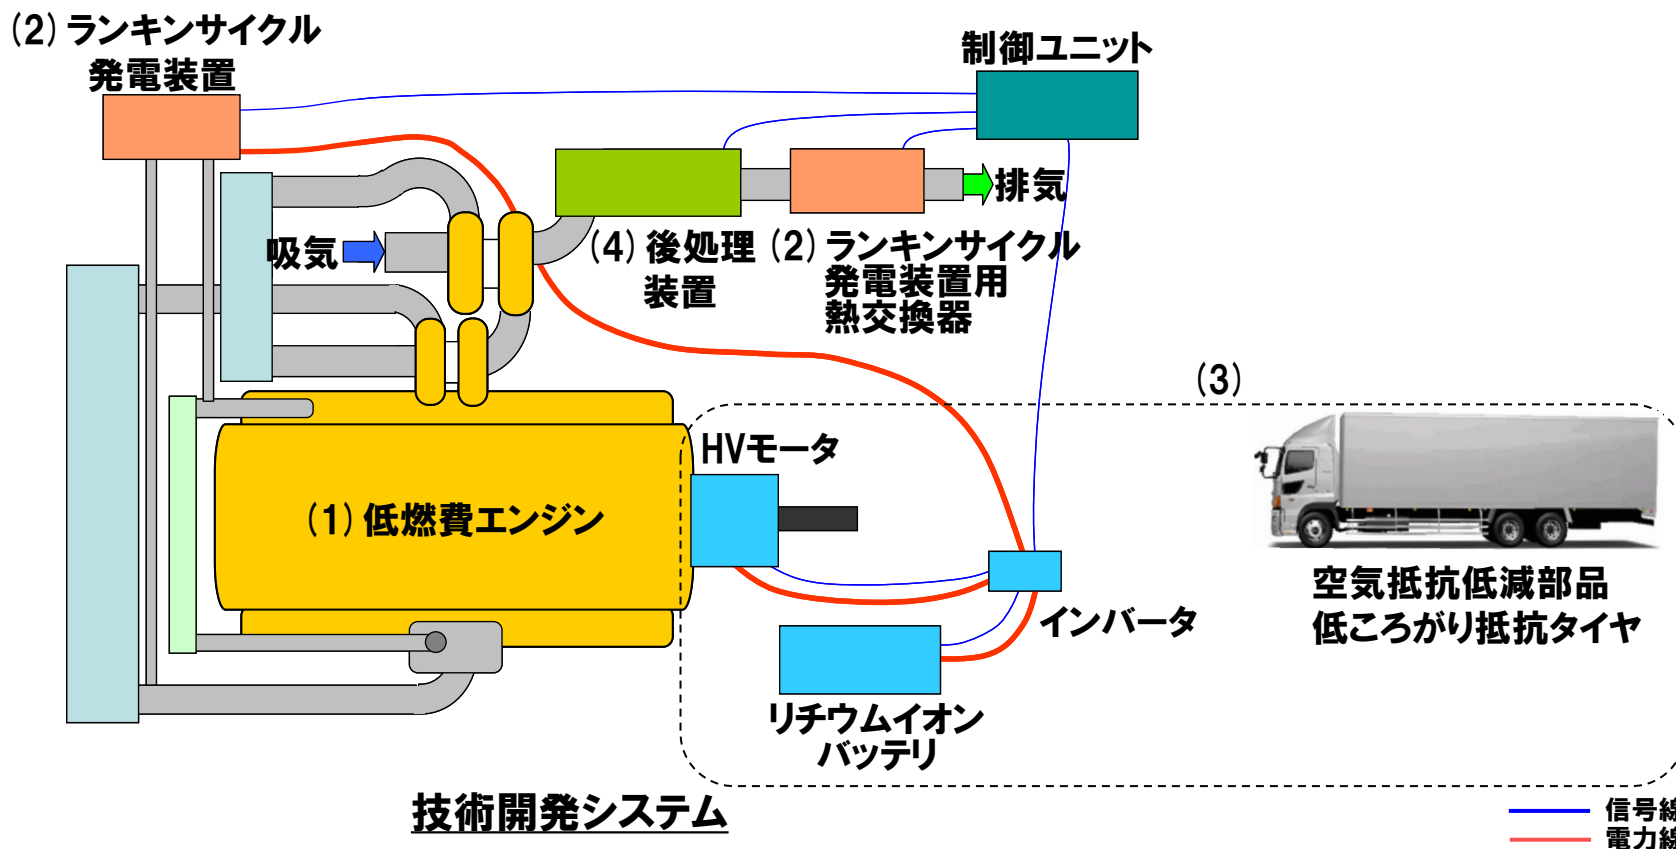 (2) ランキンサイクル
発電装置
制御ユニット
吸気
排気
(4) 後処理
装置
(2) ランキンサイクル
発電装置用
熱交換器
(3)
HVモータ
(1) 低燃費エンジン
空気抵抗低減部品
低ころがり抵抗タイヤ
インバータ
リチウムイオン
バッテリ
技術開発システム
信号線
電力線